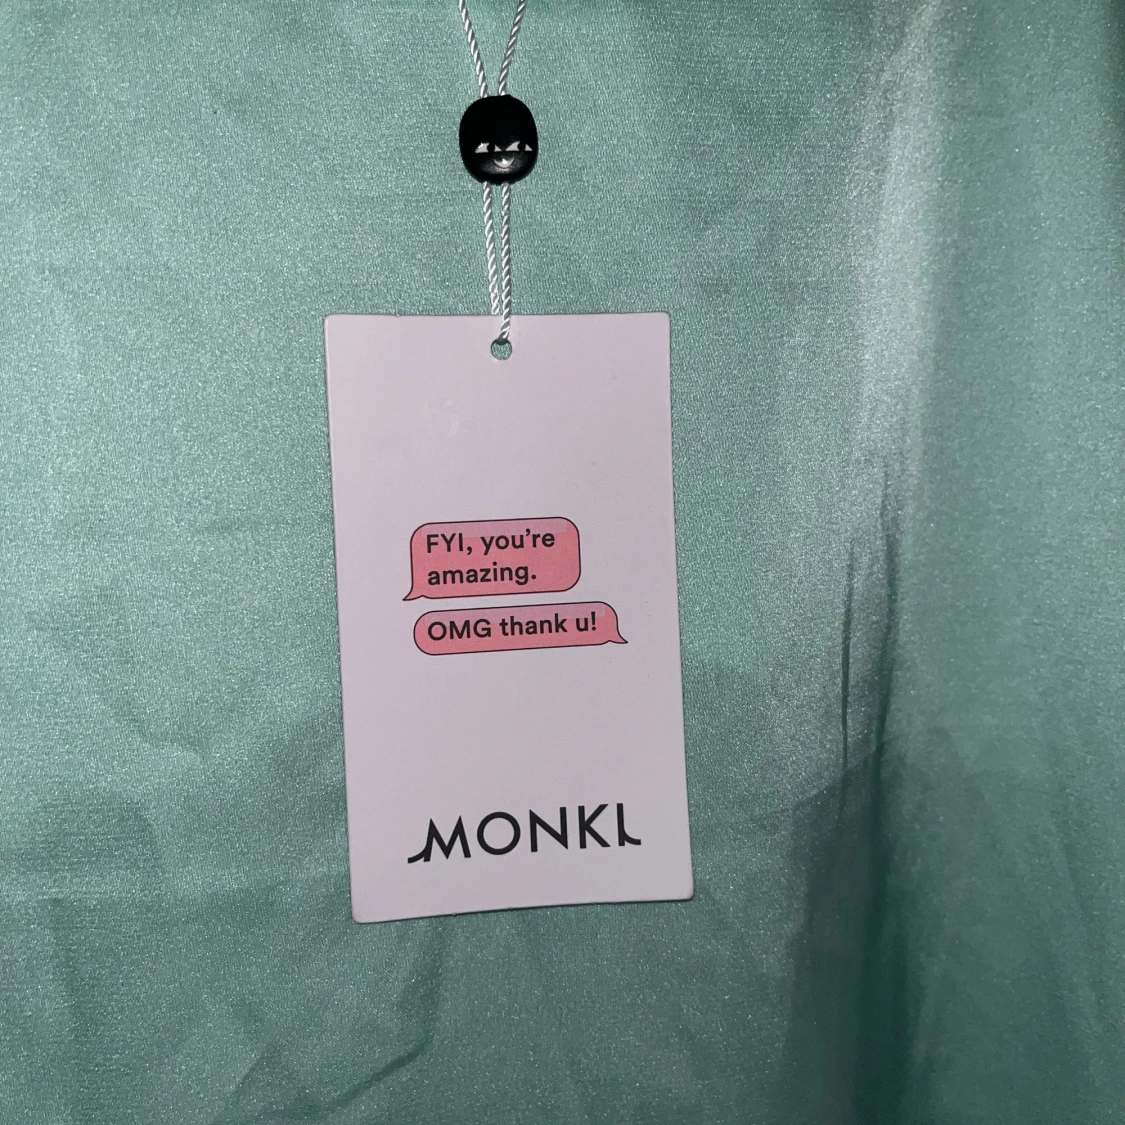 FYI, you’re
amazing.
OMG thank u!
MONKI